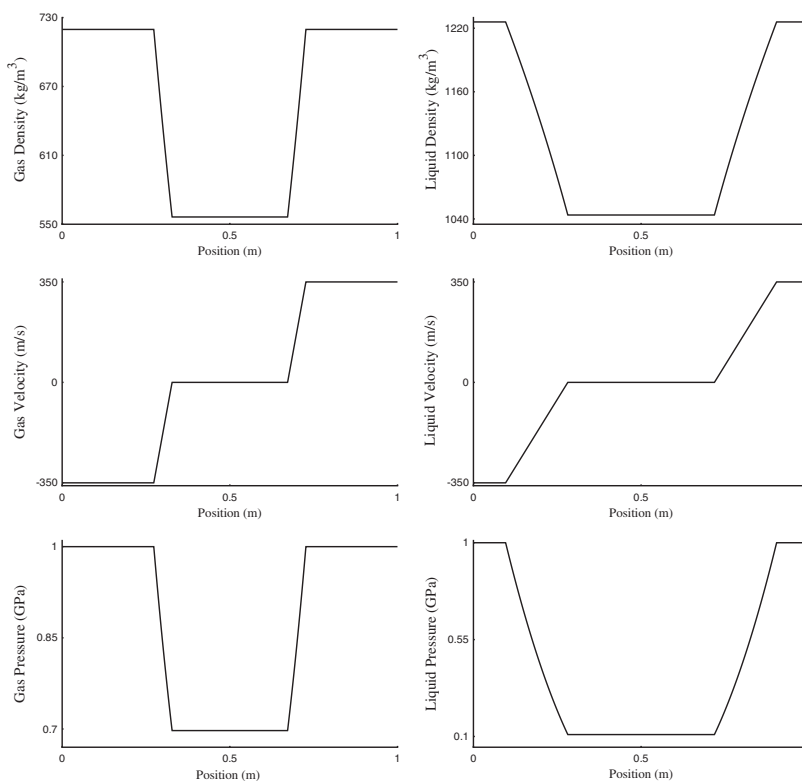 730
670
610
550
Gas Density (kg/m³)
0
0.5
1
Position (m)
1220
1160
1100
1040
Liquid Density (kg/m³)
0
0.5
Position (m)
350
0
-350
Gas Velocity (m/s)
0
0.5
1
Position (m)
350
0
-350
Liquid Velocity (m/s)
0
0.5
Position (m)
1
0.85
0.7
Gas Pressure (GPa)
0
0.5
1
Position (m)
1
0.55
0.1
Liquid Pressure (GPa)
0
0.5
Position (m)